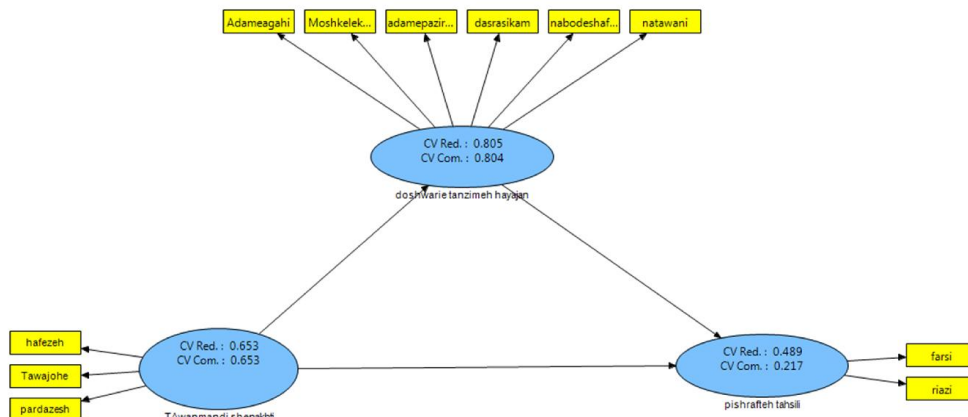 Adameagahi
Moshkelek...
adamepazir...
dasrasikam
nabodeshaf...
natawani
CV Red. : 0.805
CV Com. : 0.804
doshwarie tanzimeh hayajan
hafezeh
Tawajohe
pardazesh
CV Red. : 0.653
CV Com. : 0.653
TAwanmandi shenakhti
CV Red. : 0.489
CV Com. : 0.217
pishrafteh tahsili
farsi
riazi